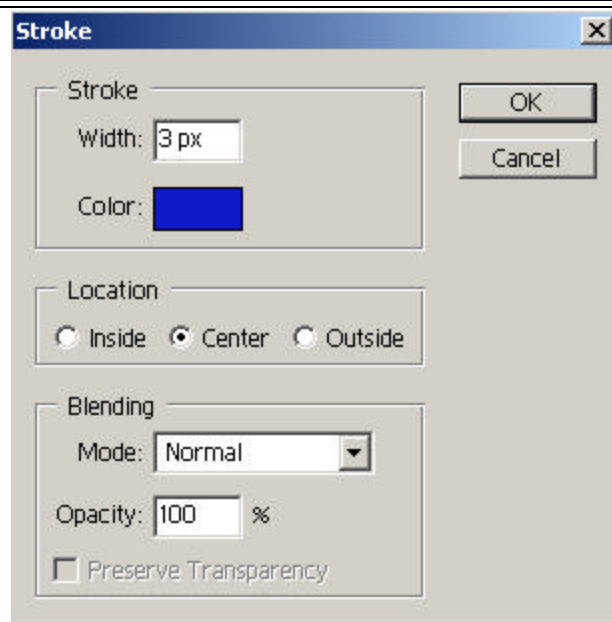 Stroke
Stroke
OK
Width: 3 px
Cancel
Color:
Location
Inside Center Outside
Blending
Mode: Normal
Opacity: 100 %
Preserve Transparency